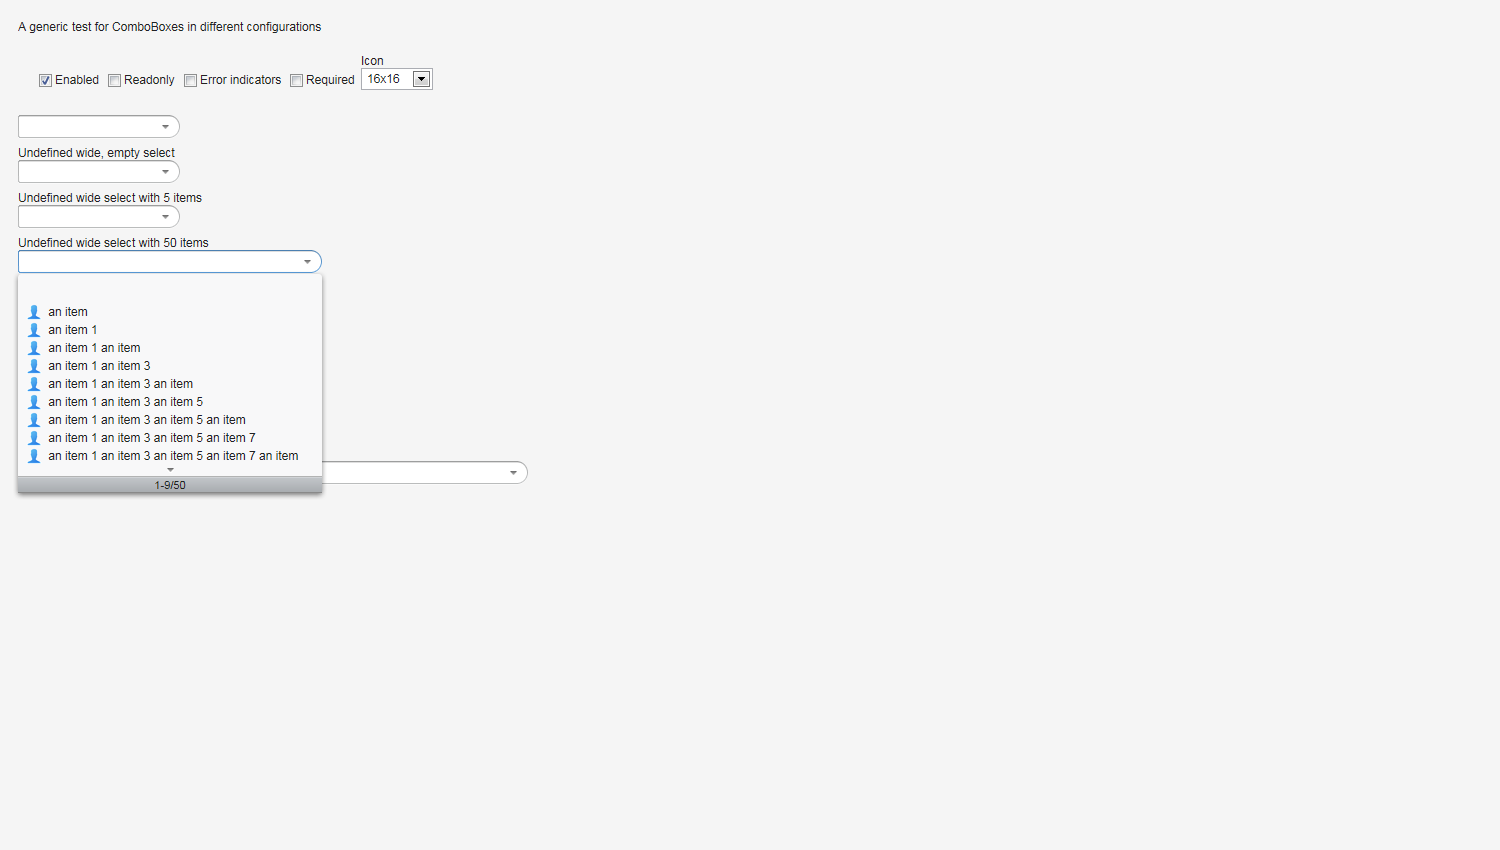 A generic test for ComboBoxes in different configurations
Icon
Enabled Readonly Error indicators Required 16x16
Undefined wide, empty select
Undefined wide select with 5 items
Undefined wide select with 50 items
an item
an item 1
an item 1 an item
an item 1 an item 3
an item 1 an item 3 an item
an item 1 an item 3 an item 5
an item 1 an item 3 an item 5 an item
an item 1 an item 3 an item 5 an item 7
an item 1 an item 3 an item 5 an item 7 an item
1-9/50